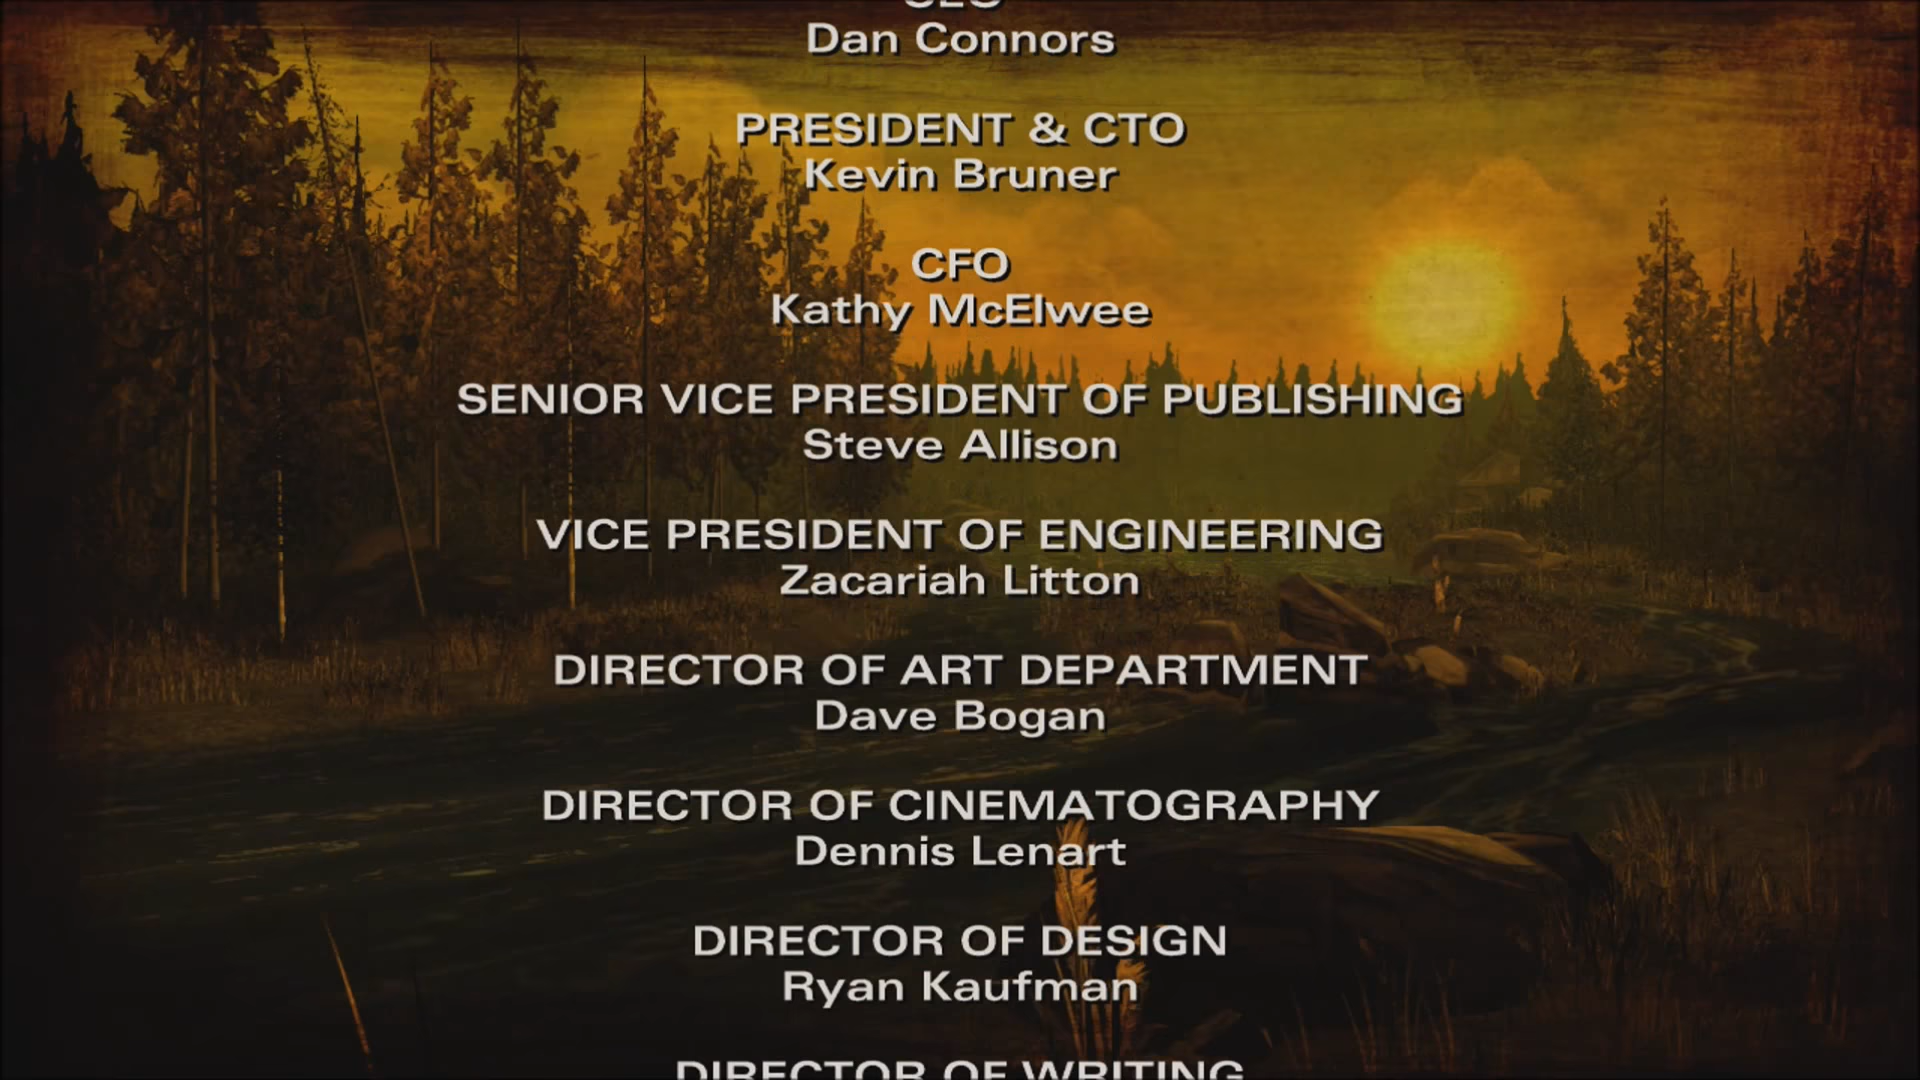 CEO
Dan Connors
PRESIDENT & CTO
Kevin Bruner
CFO
Kathy McElwee
SENIOR VICE PRESIDENT OF PUBLISHING
Steve Allison
VICE PRESIDENT OF ENGINEERING
Zacariah Litton
DIRECTOR OF ART DEPARTMENT
Dave Bogan
DIRECTOR OF CINEMATOGRAPHY
Dennis Lenart
DIRECTOR OF DESIGN
Ryan Kaufman
DIRECTOR OF WRITING